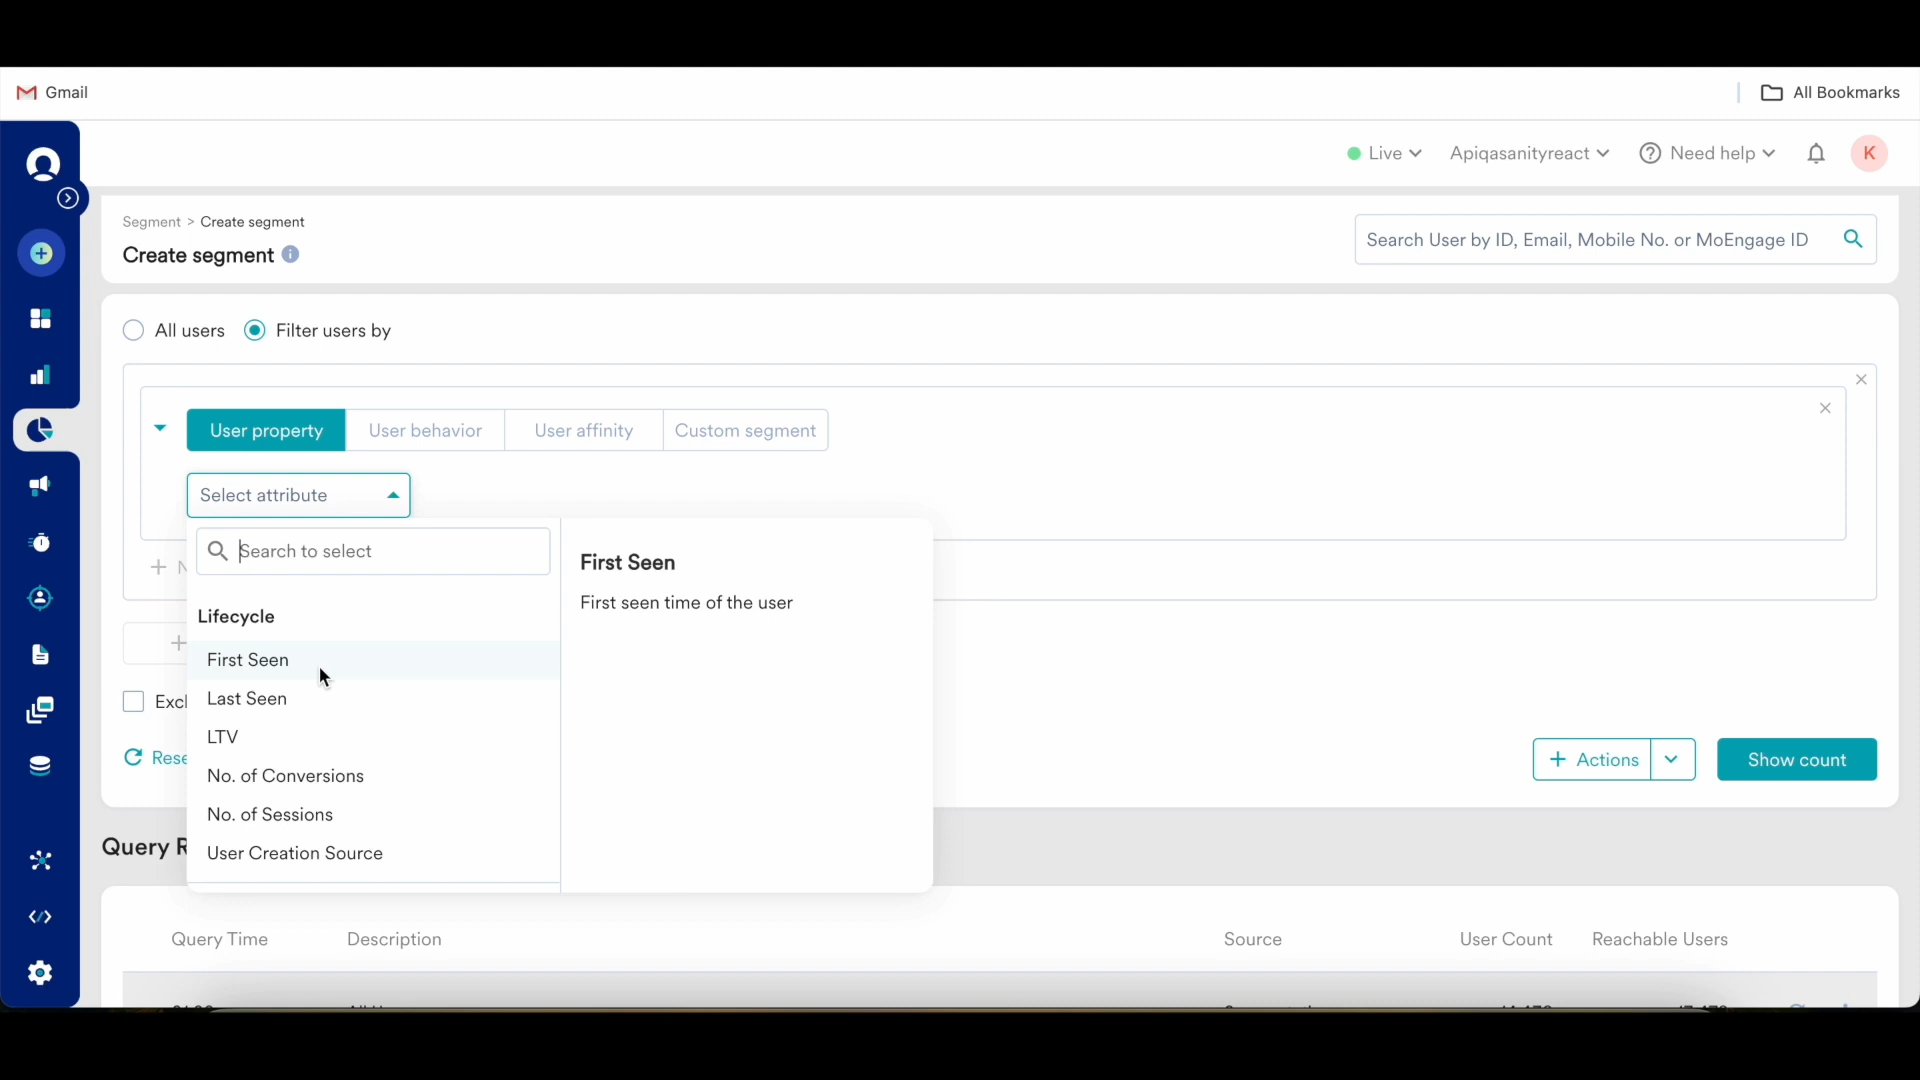 Gmail
All Bookmarks
Live
Apiqasanityreact
Need help
K
Segment > Create segment
Create segment
Search User by ID, Email, Mobile No. or MoEngage ID
All users
Filter users by
User property
User behavior
User affinity
Custom segment
Select attribute
Search to select
Lifecycle
First Seen
Last Seen
LTV
No. of Conversions
No. of Sessions
User Creation Source
First Seen
First seen time of the user
+ Actions
Show count
Query
Query Time
Description
Source
User Count
Reachable Users